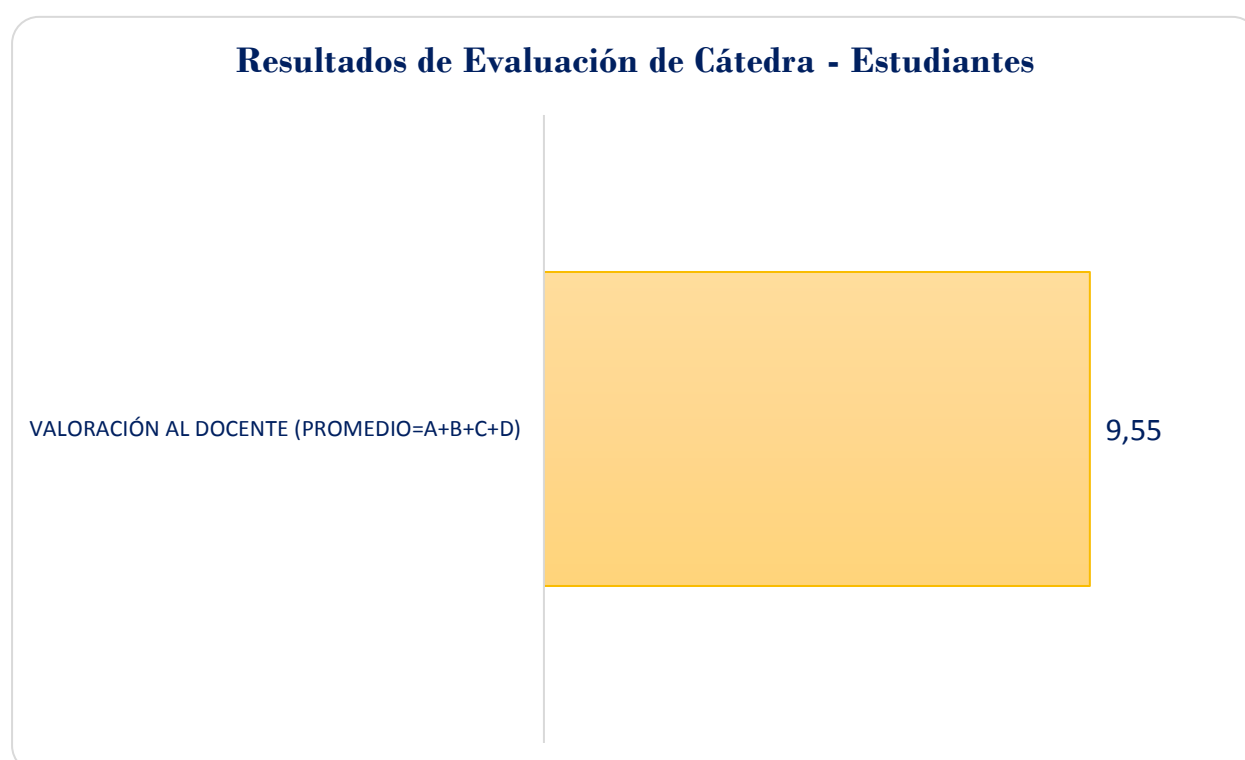 Resultados de Evaluación de Cátedra - Estudiantes
VALORACIÓN AL DOCENTE (PROMEDIO=A+B+C+D)
9,55